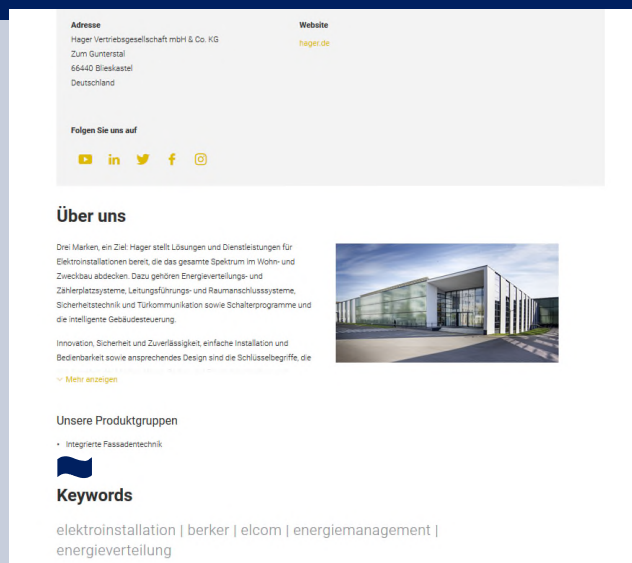 Adresse
Hager Vertriebsgesellschaft mbH & Co. KG
Zum Gunterstal
66440 Blieskastel
Deutschland
Website
hager.de
Folgen Sie uns auf
Über uns
Drei Marken, ein Ziel: Hager stellt Lösungen und Dienstleistungen für
Elektroinstallationen bereit, die das gesamte Spektrum im Wohn- und
Zweckbau abdecken. Dazu gehören Energieverteilungs- und
Zählerplatzsysteme, Leitungsführungs- und Raumanschlusssysteme,
Sicherheitstechnik und Türkommunikation sowie Schalterprogramme und
die intelligente Gebäudesteuerung.
Innovation, Sicherheit und Zuverlässigkeit, einfache Installation und
Bedienbarkeit sowie ansprechendes Design sind die Schlüsselbegriffe, die
Mehr anzeigen
Unsere Produktgruppen
• Integrierte Fassadentechnik
Keywords
elektroinstallation | berker | elcom | energiemanagement |
energieverteilung